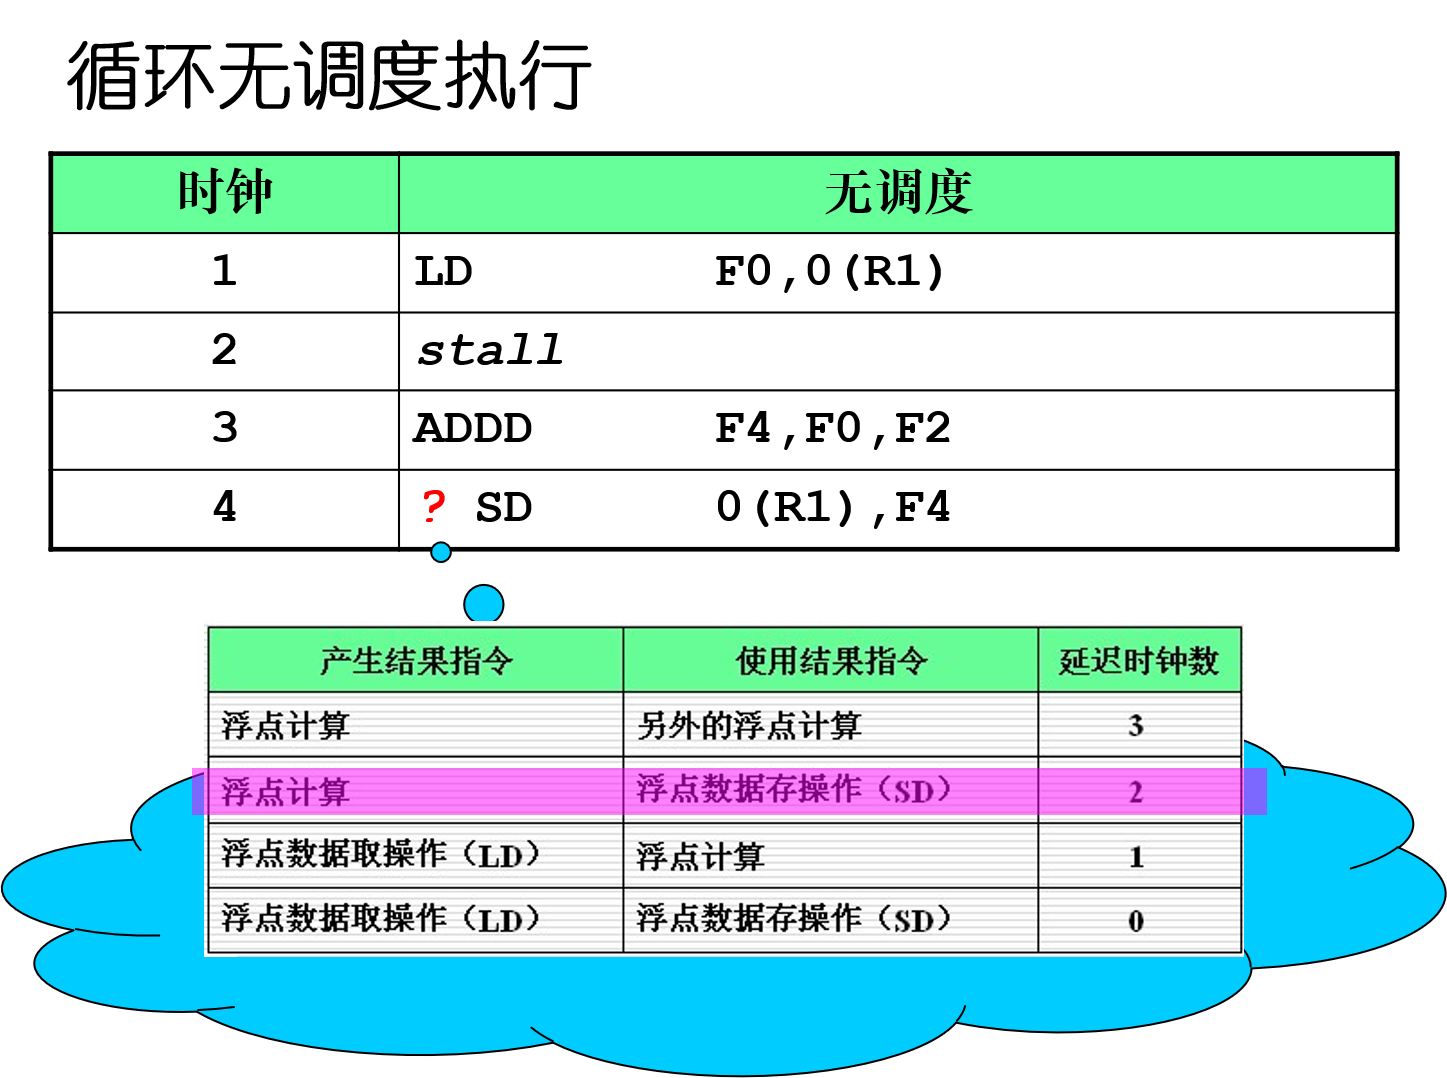 循环无调度执行
时钟 无调度
1 LD F0,0(R1)
2 stall
3 ADDD F4,F0,F2
4 ? SD 0(R1),F4
产生结果指令 使用结果指令 延迟时钟数
浮点计算 另外的浮点计算 3
浮点计算 浮点数据存操作（SD） 2
浮点数据取操作（LD） 浮点计算 1
浮点数据取操作（LD） 浮点数据存操作（SD） 0